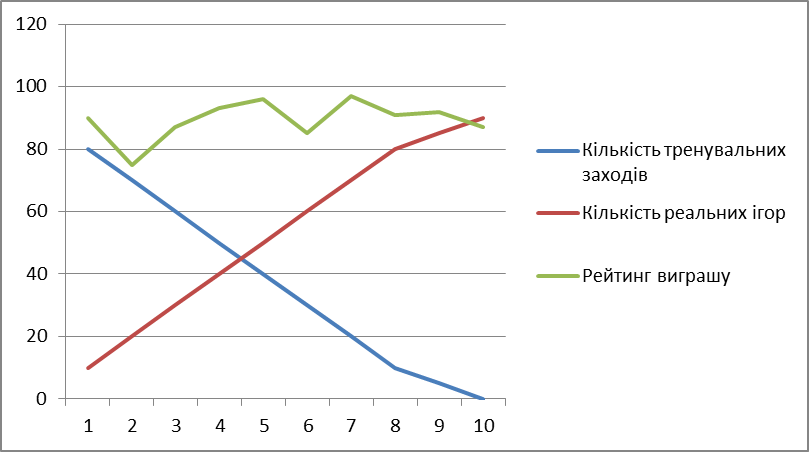 120
100
80
60
40
20
0
1 2 3 4 5 6 7 8 9 10
Кількість тренувальних
заходів
Кількість реальних ігор
Рейтинг виграшу